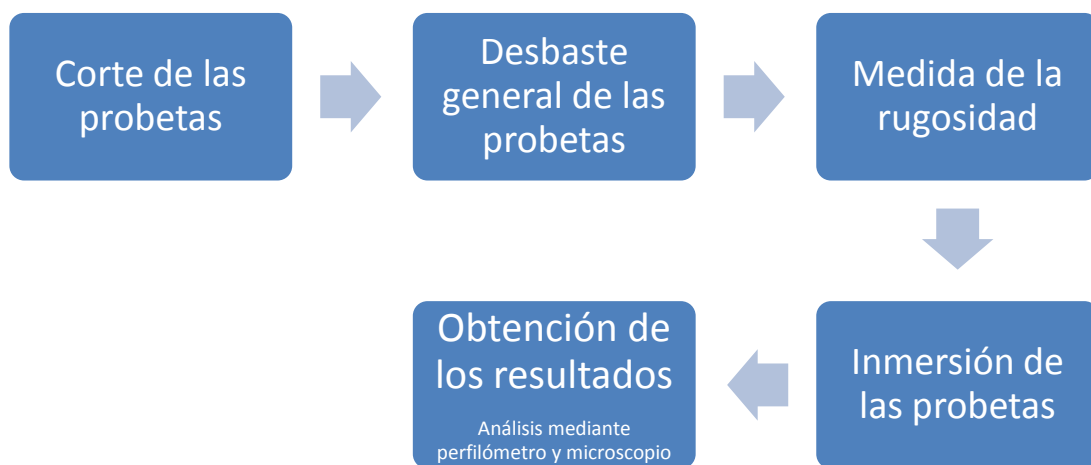 Corte de las
probetas
Desbaste
general de las
probetas
Medida de la
rugosidad
Inmersión de
las probetas
Obtención de
los resultados
Análisis mediante
perfilómetro y microscopio